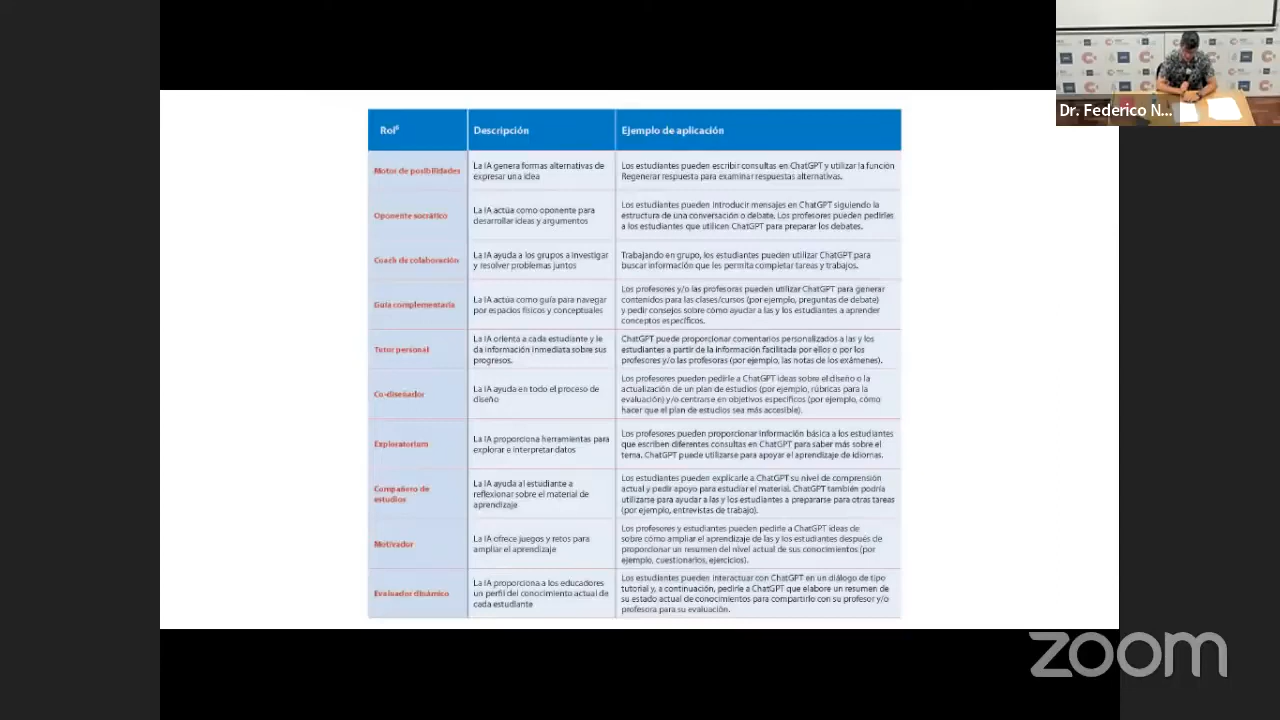 Rol⁶
Descripción
Ejemplo de aplicación
Motos de posibilidades
La IA genera formas alternativas de
expresar una idea
Los estudiantes pueden escribir consultas en ChatGPT y utilizar la función
Regenerar respuesta para examinar respuestas alternativas.
Oponente socrático
La IA actúa como oponente para
desarrollar ideas y argumentos
Los estudiantes pueden introducir mensajes en ChatGPT siguiendo la
estructura de una conversación o debate. Los profesores pueden pedirles
a los estudiantes que utilicen ChatGPT para preparar los debates.
Coach de colaboración
La IA ayuda a los grupos a investigar
y resolver problemas juntos
Trabajando en grupo, los estudiantes pueden utilizar ChatGPT para
buscar información que les permita completar tareas y trabajos.
Guía complementaria
La IA actúa como guía para navegar
por espacios físicos y conceptuales
Los profesores y/o las profesoras pueden utilizar ChatGPT para generar
contenidos para las clases/cursos (por ejemplo, preguntas de debate)
y pedir consejos sobre cómo ayudar a las y los estudiantes a aprender
conceptos específicos.
Tutor personal
La IA orienta a cada estudiante y le
da información inmediata sobre sus
progresos.
ChatGPT puede proporcionar comentarios personalizados a las y los
estudiantes a partir de la información facilitada por ellos o por los
profesores y/o las profesoras (por ejemplo, las notas de los exámenes).
Co-diseñador
La IA ayuda en todo el proceso de
diseño
Los profesores pueden pedirle a ChatGPT ideas sobre el diseño o la
actualización de un plan de estudios (por ejemplo, rúbricas para la
evaluación) y/o centrarse en objetivos específicos (por ejemplo, cómo
hacer que el plan de estudios sea más accesible).
Exploratorium
La IA proporciona herramientas para
explorar e interpretar datos
Los profesores pueden proporcionar información básica a los estudiantes
que escriben diferentes consultas en ChatGPT para saber más sobre el
tema. ChatGPT puede utilizarse para apoyar el aprendizaje de idiomas.
Compañero de
estudios
La IA ayuda al estudiante a
reflexionar sobre el material de
aprendizaje
Los estudiantes pueden explicarle a ChatGPT su nivel de comprensión
actual y pedir apoyo para estudiar el material. ChatGPT también podría
utilizarse para ayudar a las y los estudiantes a prepararse para otras tareas
(por ejemplo, entrevistas de trabajo).
Motivador
La IA ofrece juegos y retos para
ampliar el aprendizaje
Los profesores y estudiantes pueden pedirle a ChatGPT ideas de
sobre cómo ampliar el aprendizaje de las y los estudiantes después de
proporcionar un resumen del nivel actual de sus conocimientos (por
ejemplo, cuestionarios, ejercicios).
Evaluador dinámico
La IA proporciona a los educadores
un perfil del conocimiento actual de
cada estudiante
Los estudiantes pueden interactuar con ChatGPT en un diálogo de tipo
tutorial y, a continuación, pedirle a ChatGPT que elabore un resumen de
su estado actual de conocimientos para compartirlo con su profesor y/o
profesora para su evaluación.
Dr. Federico N...
zoom